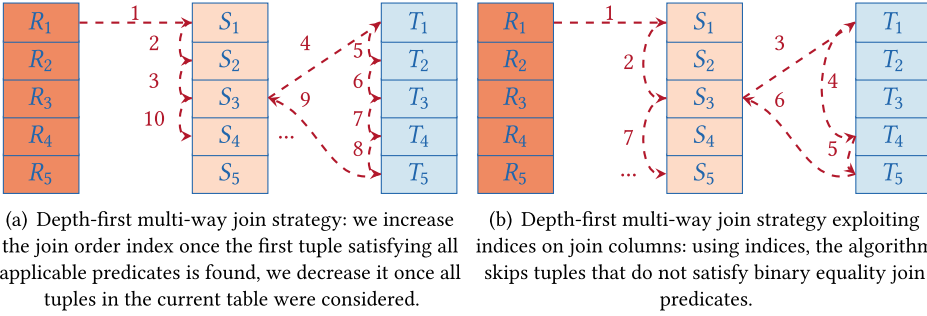 R1 1 S1 T1
R2 2 S2 4 5 T2
R3 3 S3 9 6 T3
R4 10 S4 ... 7 T4
R5 S5 8 T5
(a) Depth-first multi-way join strategy: we increase
the join order index once the first tuple satisfying all
applicable predicates is found, we decrease it once all
tuples in the current table were considered.
R1 1 S1 3 T1
R2 2 S2 4 T2
R3 S3 6 T3
R4 7 S4 5 T4
R5 ... S5 T5
(b) Depth-first multi-way join strategy exploiting
indices on join columns: using indices, the algorithm
skips tuples that do not satisfy binary equality join
predicates.